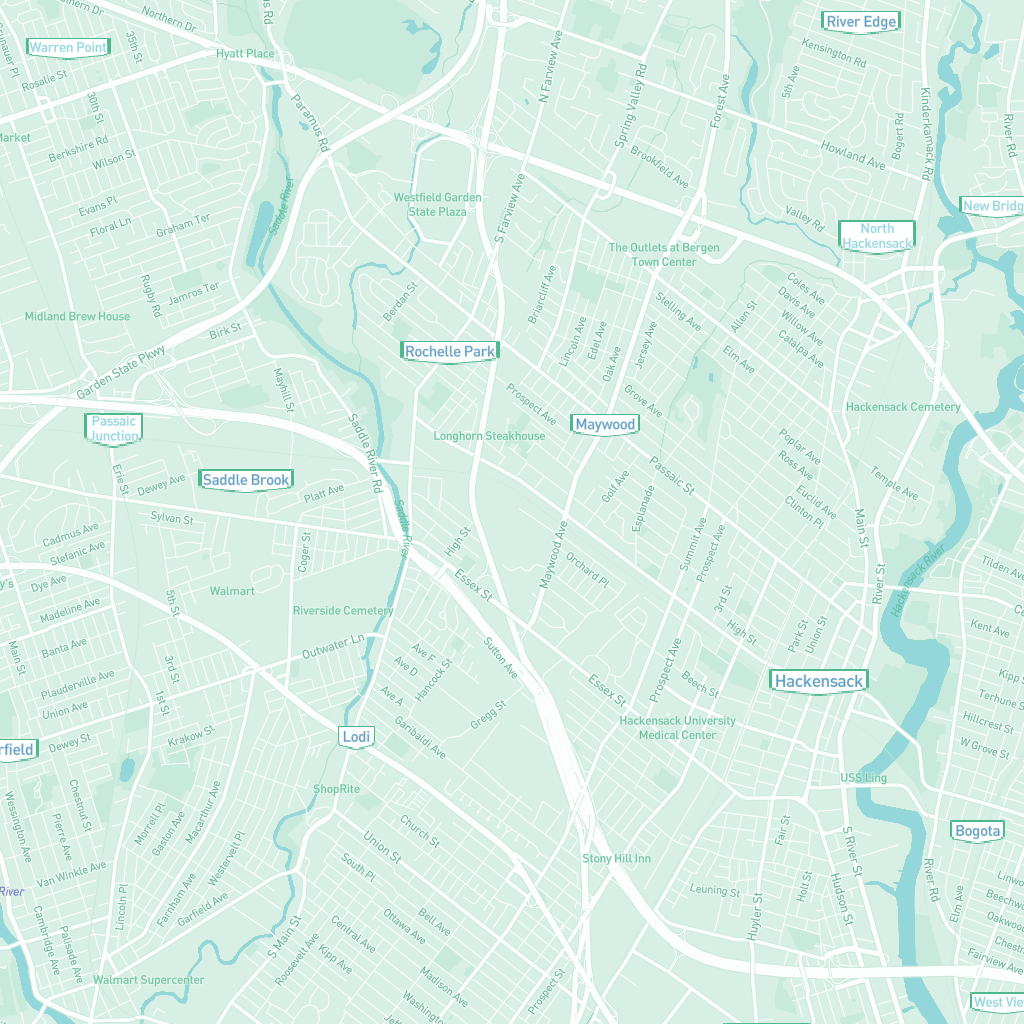 Northern Dr
River Edge
Warren Point
35th St
Hyatt Place
Kensington Rd
Rosalie St
N Farview Ave
Spring Valley Rd
Forest Ave
5th Ave
Kinderkamack Rd
30th St
Paramus Rd
Bogert Rd
River Rd
Market
Berkshire Rd
Wilson St
Brookfield Ave
Howland Ave
Evans Pl
Floral Ln
Graham Ter
Saddle River
Westfield Garden
State Plaza
S Farview Ave
Valley Rd
New Bridg
North
Hackensack
The Outlets at Bergen
Town Center
Rugby Rd
Jamros Ter
Berdan St
Briarcliff Ave
Stelling Ave
Coles Ave
Davis Ave
Willow Ave
Catalpa Ave
Allen St
Midland Brew House
Birk St
Garden State Pkwy
Lincoln Ave
Edel Ave
Oak Ave
Jersey Ave
Elm Ave
Rochelle Park
Mayhill St
Prospect Ave
Grove Ave
Hackensack Cemetery
Passaic
Junction
Saddle River Rd
Longhorn Steakhouse
Maywood
Poplar Ave
Ross Ave
Temple Ave
Erie St
Dewey Ave
Saddle Brook
Platt Ave
Passaic St
Golf Ave
Esplanade
Euclid Ave
Clinton Pl
Main St
Sylvan St
Saddle River
High St
Maywood Ave
Summit Ave
Prospect Ave
Cadmus Ave
Stefanic Ave
Coger St
Orchard Pl
River St
Hackensack River
Tilden Ave
y's
Dye Ave
Walmart
Essex St
3rd St
Madeline Ave
5th St
Riverside Cemetery
High St
Park St
Union St
Kent Ave
Main St
Banta Ave
Outwater Ln
3rd St
Ave F
Ave D
Hancock St
Sutton Ave
Prospect Ave
Beech St
Hackensack
Kipp S
Plauderville Ave
Union Ave
1st St
Ave A
Essex St
Terhune S
Gregg St
Hackensack University
Medical Center
Hillcrest St
W Grove St
rfield
Dewey St
Krakow St
Lodi
Garibaldi Ave
USS Ling
ShopRite
Chestnut St
Pierre Ave
Wessington Ave
Morrell Pl
Gaston Ave
Macarthur Ave
Westervelt Pl
Church St
Union St
South Pl
Stony Hill Inn
Fair St
S River St
Bogota
Van Winkle Ave
Lincoln Pl
Farnham Ave
Garfield Ave
Leuning St
Holt St
Hudson St
River Rd
Elm Ave
Linwo
Beechwo
Oakwoo
River
Cambridge Ave
Palisade Ave
S Main St
Central Ave
Ottawa Ave
Bell Ave
Huyler St
Chestn
Fairview Ave
Roosevelt Ave
Kipp Ave
Madison Ave
Prospect St
Walmart Supercenter
Washington
West Vie